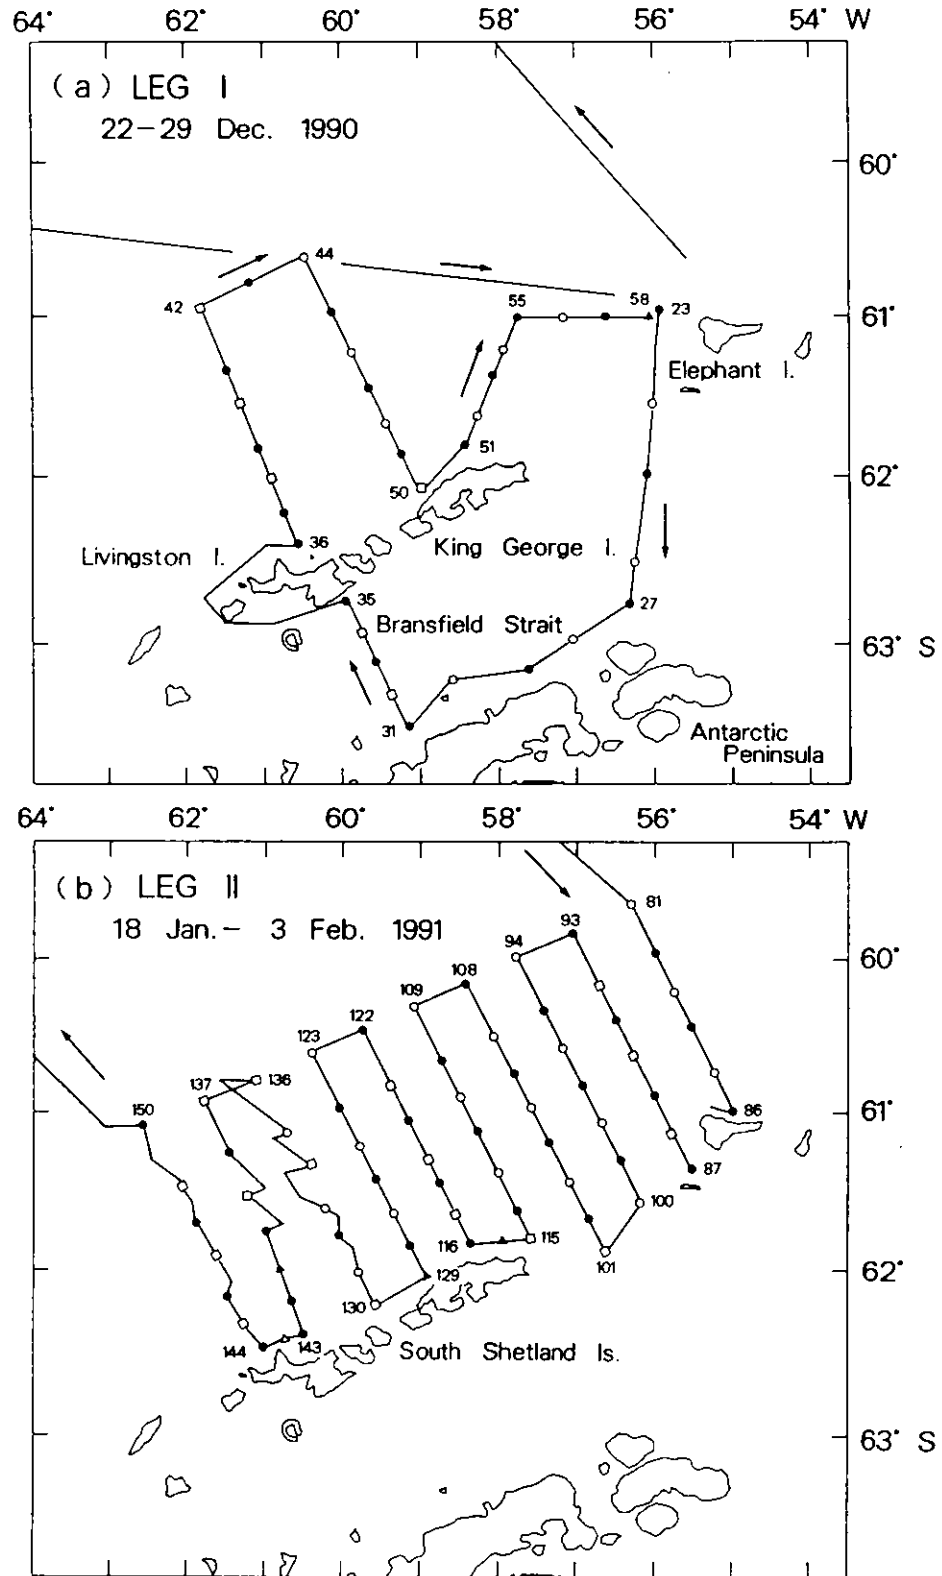 64° 62° 60° 58° 56° W
(a) LEG I
22-29 Dec. 1990
60°
44
42
55
58
23
61°
Elephant I.
51
50
62°
36
King George I.
Livingston I.
35
27
Bransfield Strait
63° S
31
Antarctic
Peninsula
64° 62° 60° 58° 56° 54° W
(b) LEG II
18 Jan.- 3 Feb. 1991
81
93
94
60°
108
109
122
123
136
137
150
61°
86
87
100
115
116
101
62°
129
130
143
144
South Shetland Is.
63° S